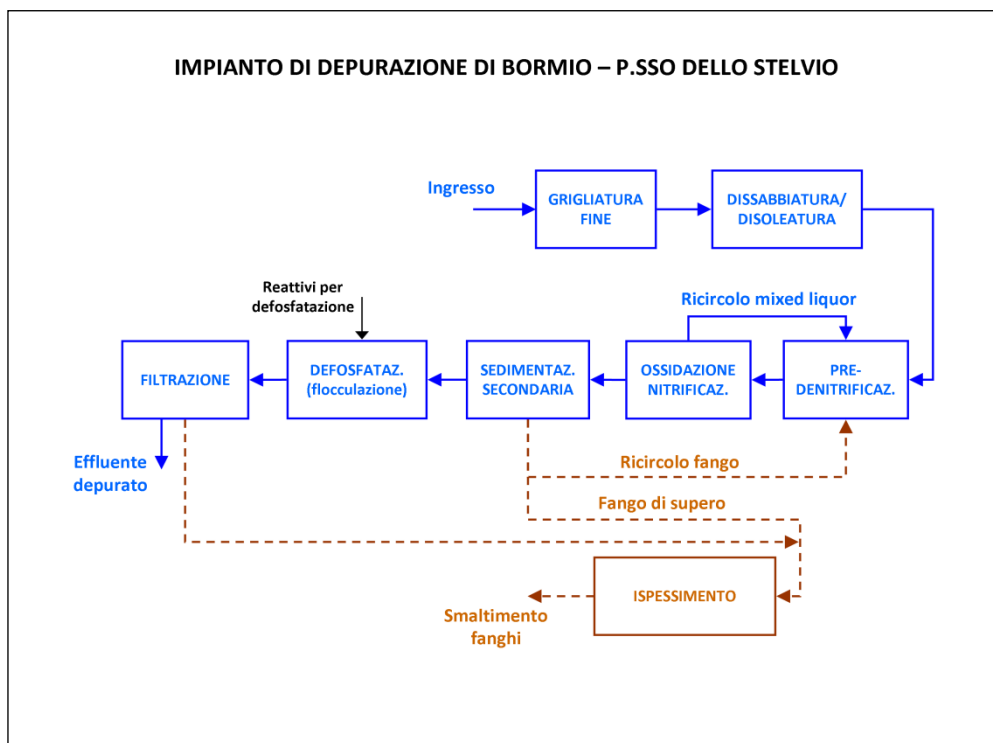 IMPIANTO DI DEPURAZIONE DI BORMIO – P.SSO DELLO STELVIO
Ingresso
GRIGLIATURA
FINE
DISSABBIATURA/
DISOLEATURA
Reattivi per
defosfatazione
Ricircolo mixed liquor
FILTRAZIONE
DEFOSFATAZ.
(flocculazione)
SEDIMENTAZ.
SECONDARIA
OSSIDAZIONE
NITRIFICAZ.
PRE-
DENITRIFICAZ.
Effluente
depurato
Ricircolo fango
Fango di supero
ISPESSIMENTO
Smaltimento
fanghi